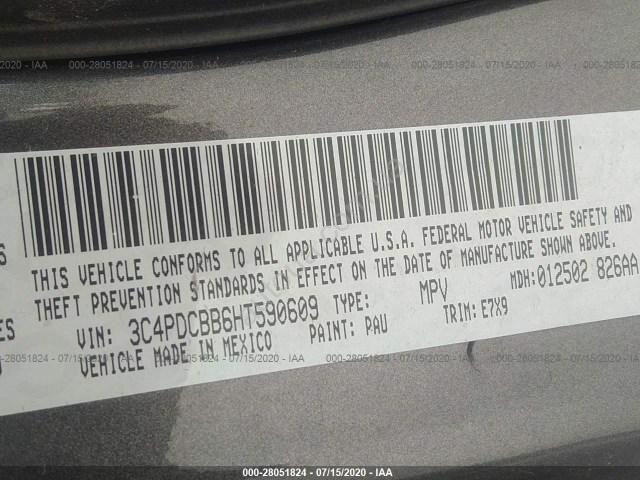 000-28051824 / 07/15/2020 - IAA
THIS VEHICLE CONFORMS TO ALL APPLICABLE U.S.A. FEDERAL MOTOR VEHICLE SAFETY AND
THEFT PREVENTION STANDARDS IN EFFECT ON THE DATE OF MANUFACTURE SHOWN ABOVE.
VIN: 3C4PDCBB6HT590609 TYPE: MPV MDH:012502 826AA
VEHICLE MADE IN MEXICO PAINT: PAU TRIM: E7X9
000-28051824 / 07/15/2020 - IAA